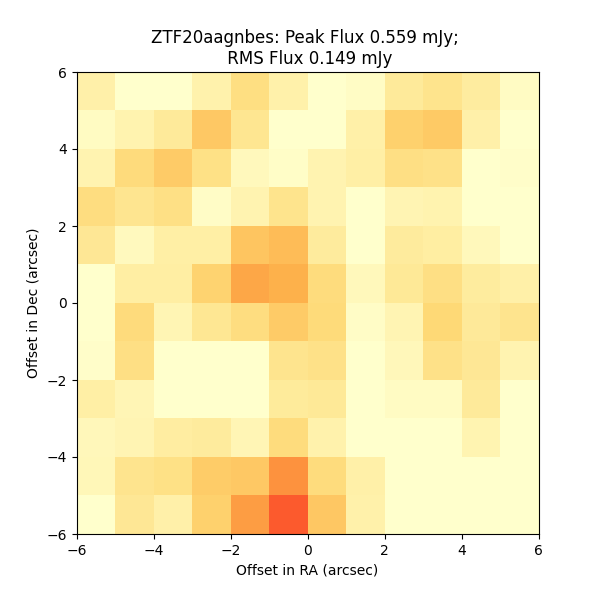 ZTF20aagnbes: Peak Flux 0.559 mJy;
RMS Flux 0.149 mJy
6
4
2
0
−2
−4
−6
Offset in Dec (arcsec)
−6 −4 −2 0 2 4 6
Offset in RA (arcsec)